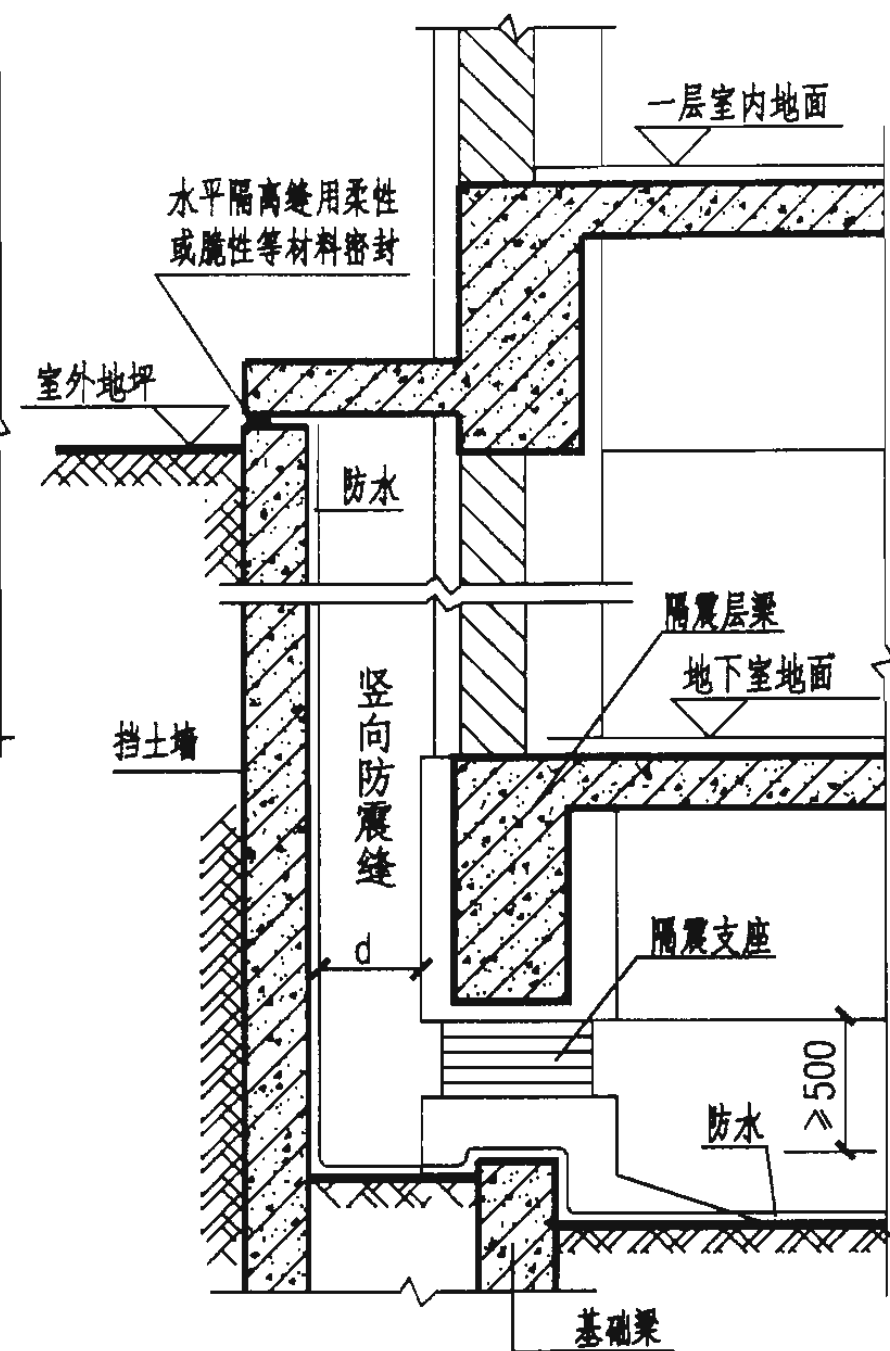 一层室内地面
水平隔离缝用柔性
或脆性等材料密封
室外地坪
防水
隔震层梁
地下室地面
挡土墙
竖向防震缝
d
隔震支座
≥500
防水
基础梁